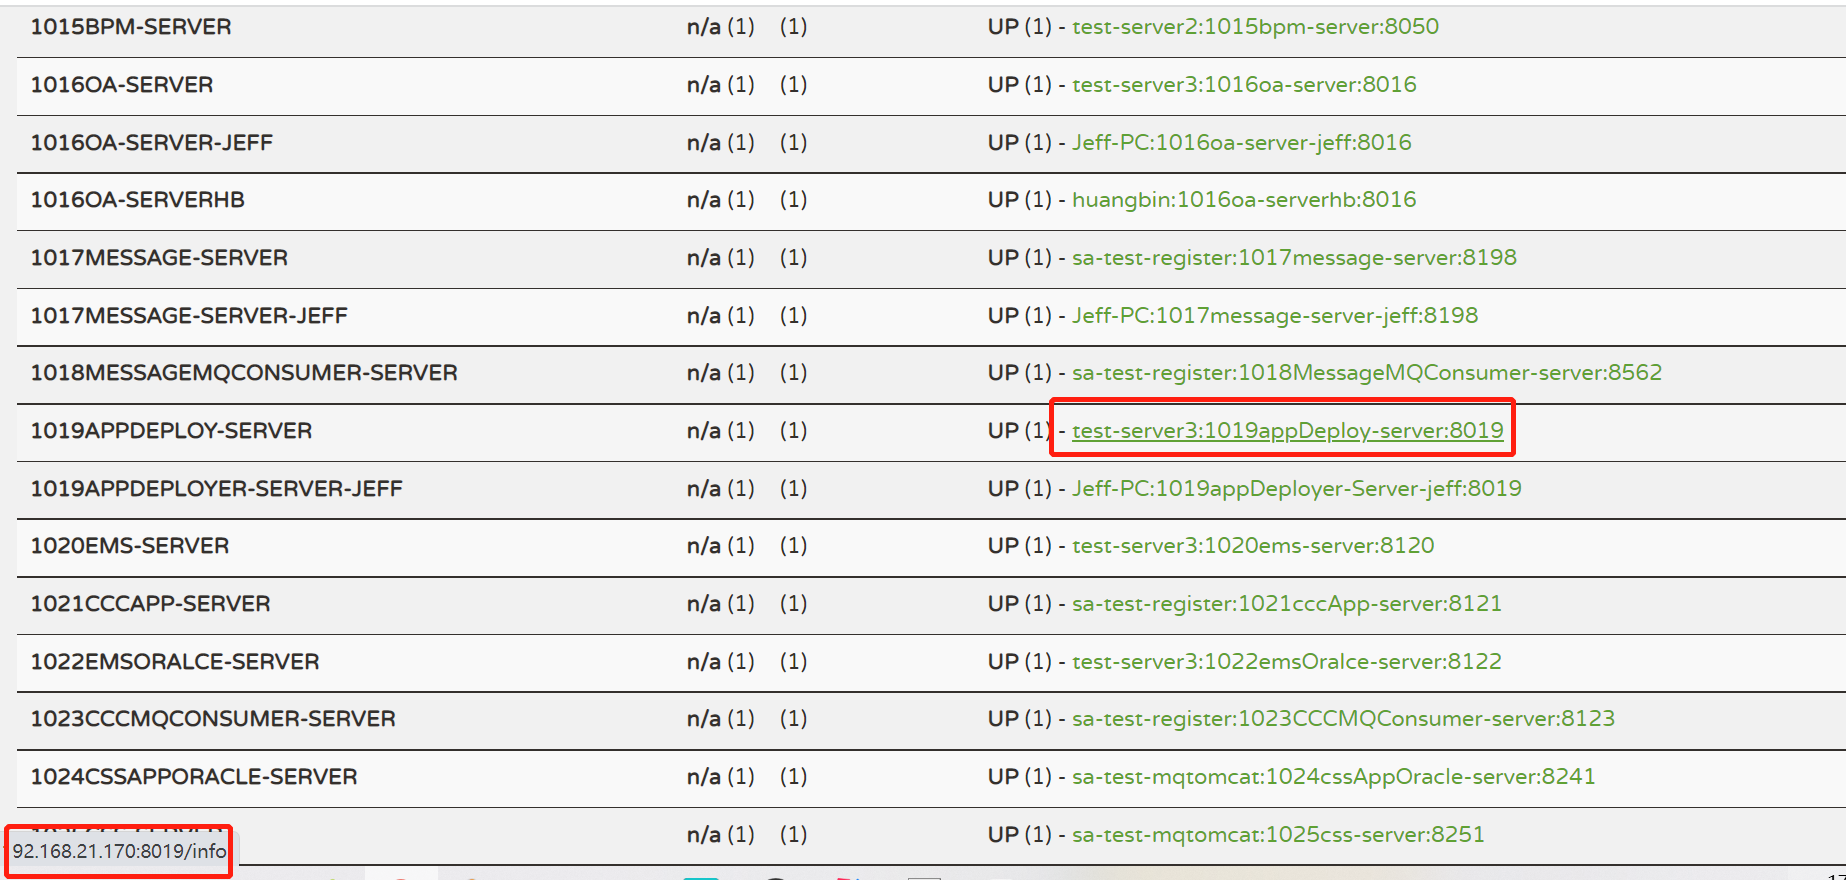 1015BPM-SERVER n/a (1) (1) UP (1) - test-server2:1015bpm-server:8050
1016OA-SERVER n/a (1) (1) UP (1) - test-server3:1016oa-server:8016
1016OA-SERVER-JEFF n/a (1) (1) UP (1) - Jeff-PC:1016oa-server-jeff:8016
1016OA-SERVERHB n/a (1) (1) UP (1) - huangbin:1016oa-serverhb:8016
1017MESSAGE-SERVER n/a (1) (1) UP (1) - sa-test-register:1017message-server:8198
1017MESSAGE-SERVER-JEFF n/a (1) (1) UP (1) - Jeff-PC:1017message-server-jeff:8198
1018MESSAGEMQCONSUMER-SERVER n/a (1) (1) UP (1) - sa-test-register:1018MessageMQConsumer-server:8562
1019APPDEPLOY-SERVER n/a (1) (1) UP (1) - test-server3:1019appDeploy-server:8019
1019APPDEPLOYER-SERVER-JEFF n/a (1) (1) UP (1) - Jeff-PC:1019appDeployer-Server-jeff:8019
1020EMS-SERVER n/a (1) (1) UP (1) - test-server3:1020ems-server:8120
1021CCCAPP-SERVER n/a (1) (1) UP (1) - sa-test-register:1021cccApp-server:8121
1022EMSORALCE-SERVER n/a (1) (1) UP (1) - test-server3:1022emsOralce-server:8122
1023CCCMQCONSUMER-SERVER n/a (1) (1) UP (1) - sa-test-register:1023CCCMQConsumer-server:8123
1024CSSAPPORACLE-SERVER n/a (1) (1) UP (1) - sa-test-mqtomcat:1024cssAppOracle-server:8241
n/a (1) (1) UP (1) - sa-test-mqtomcat:1025css-server:8251
92.168.21.170:8019/info